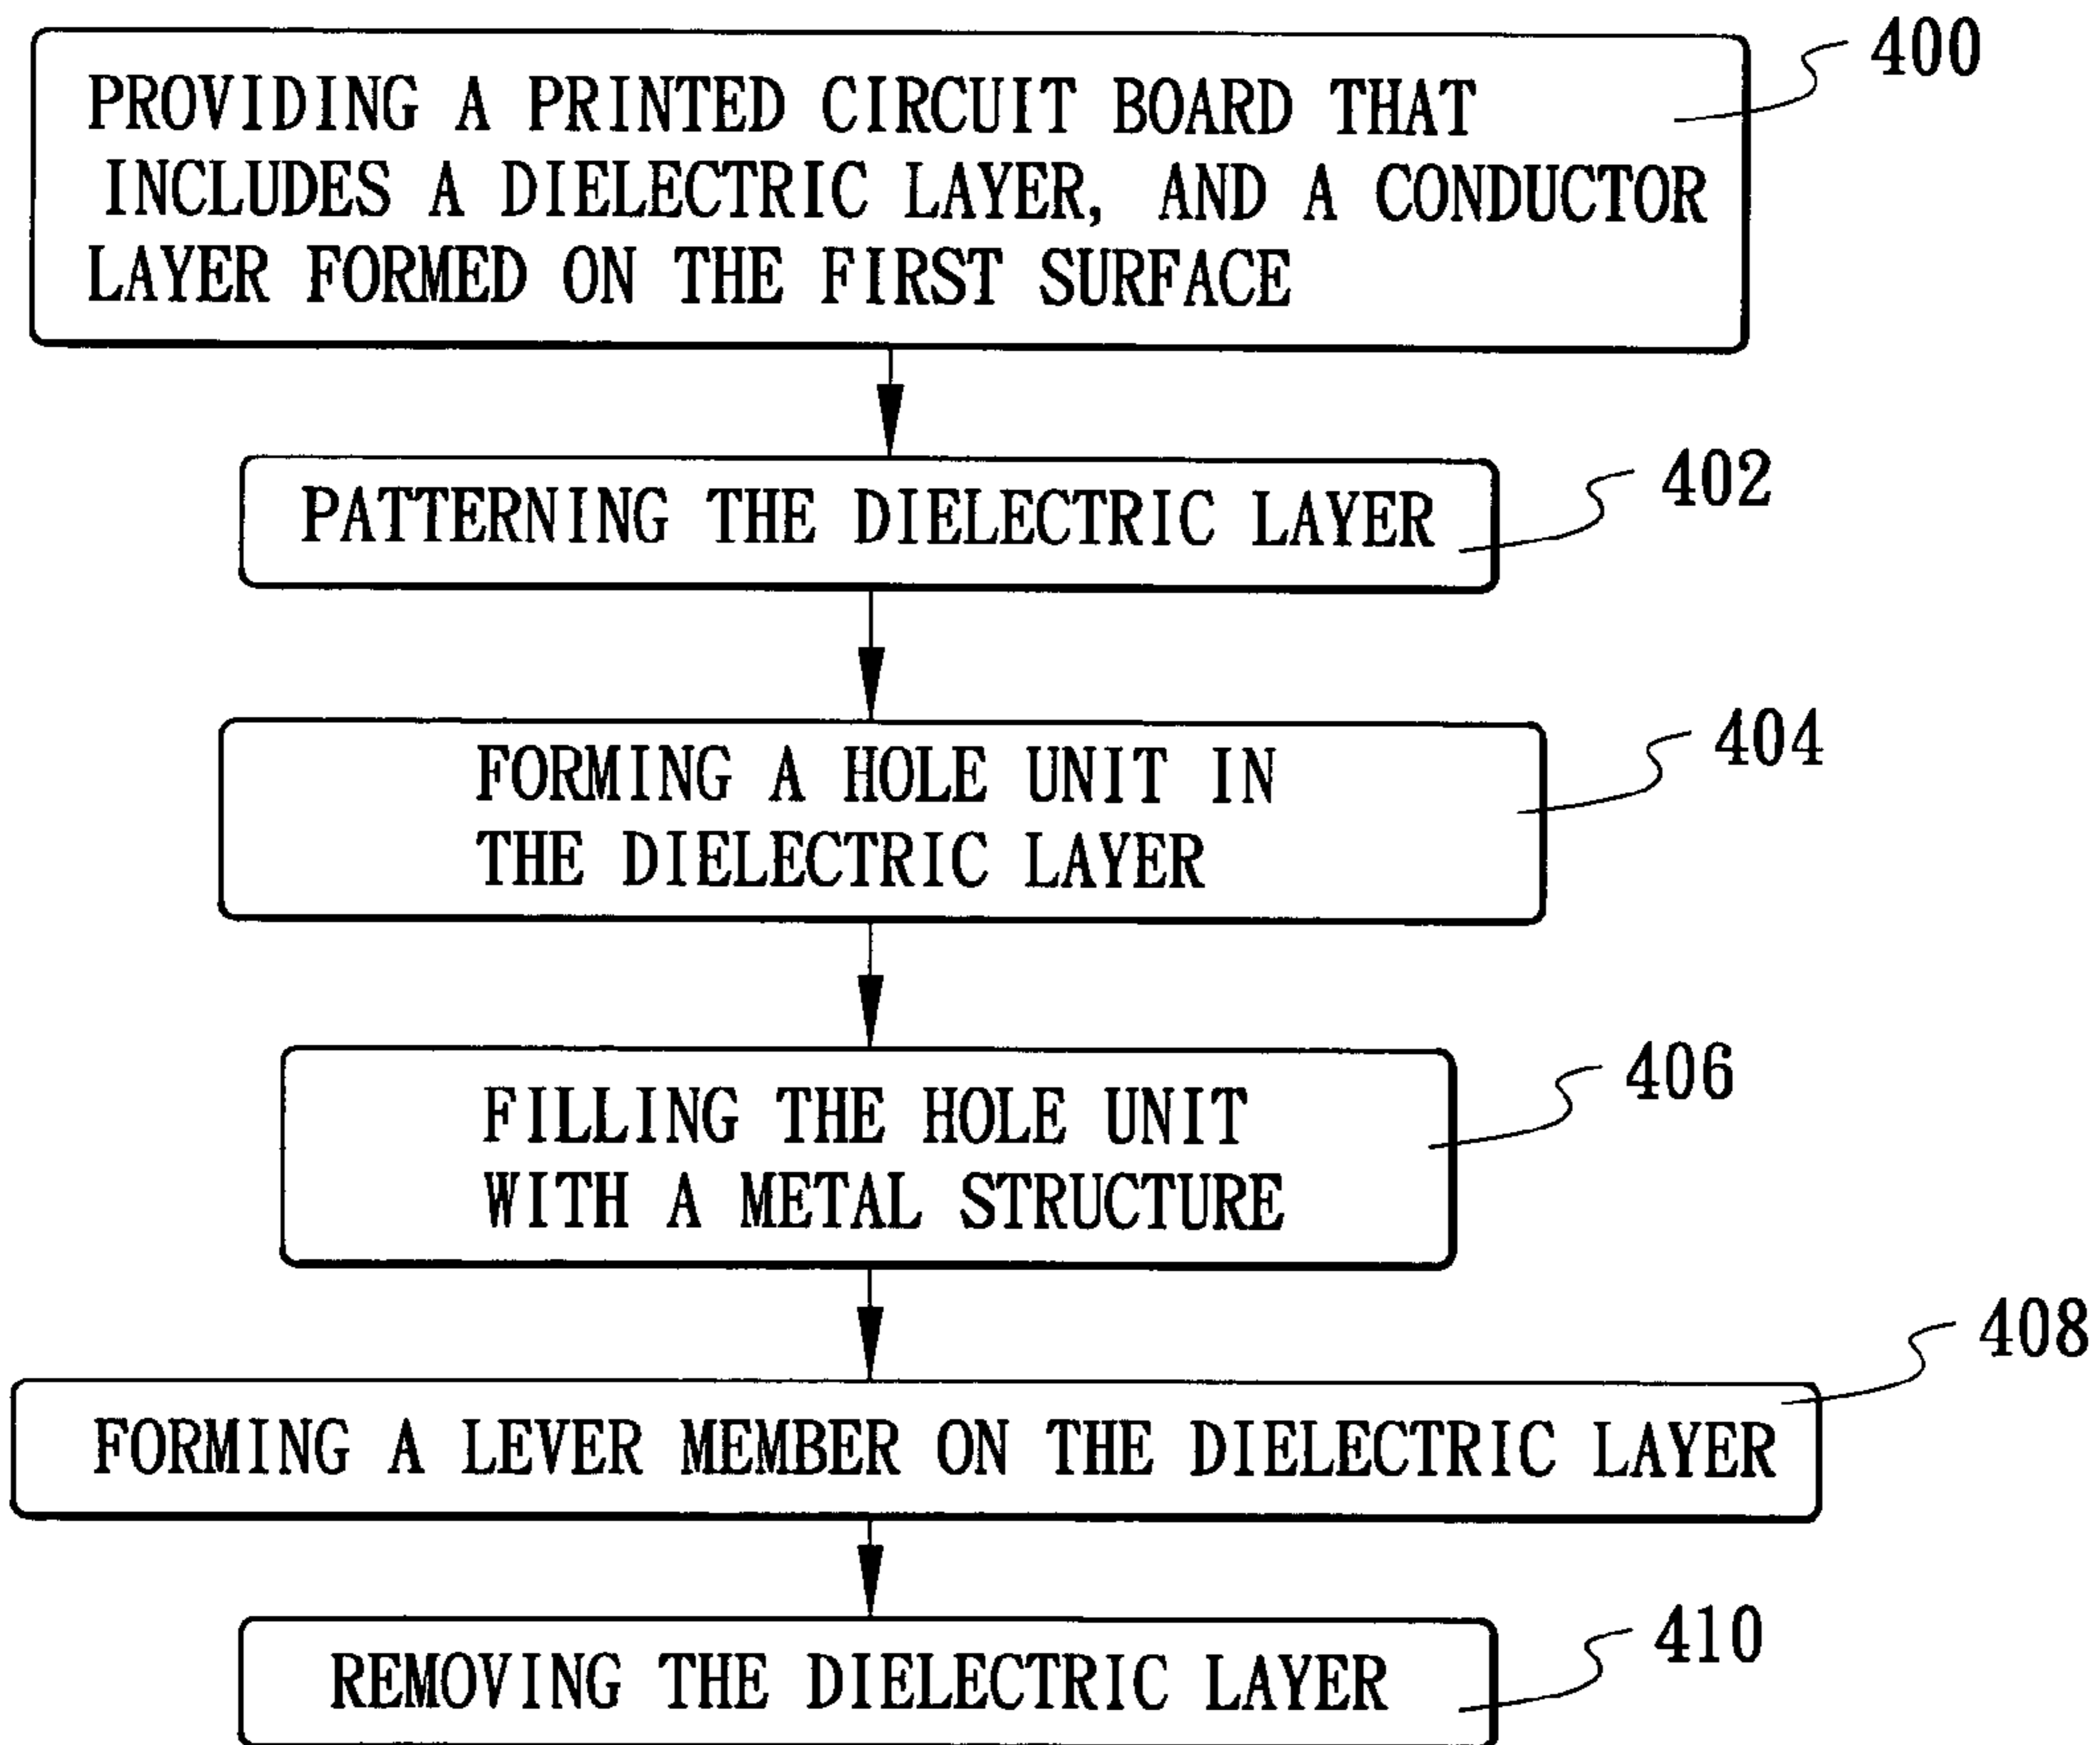 400
PROVIDING A PRINTED CIRCUIT BOARD THAT
INCLUDES A DIELECTRIC LAYER, AND A CONDUCTOR
LAYER FORMED ON THE FIRST SURFACE
402
PATTERNING THE DIELECTRIC LAYER
404
FORMING A HOLE UNIT IN
THE DIELECTRIC LAYER
406
FILLING THE HOLE UNIT
WITH A METAL STRUCTURE
408
FORMING A LEVER MEMBER ON THE DIELECTRIC LAYER
410
REMOVING THE DIELECTRIC LAYER